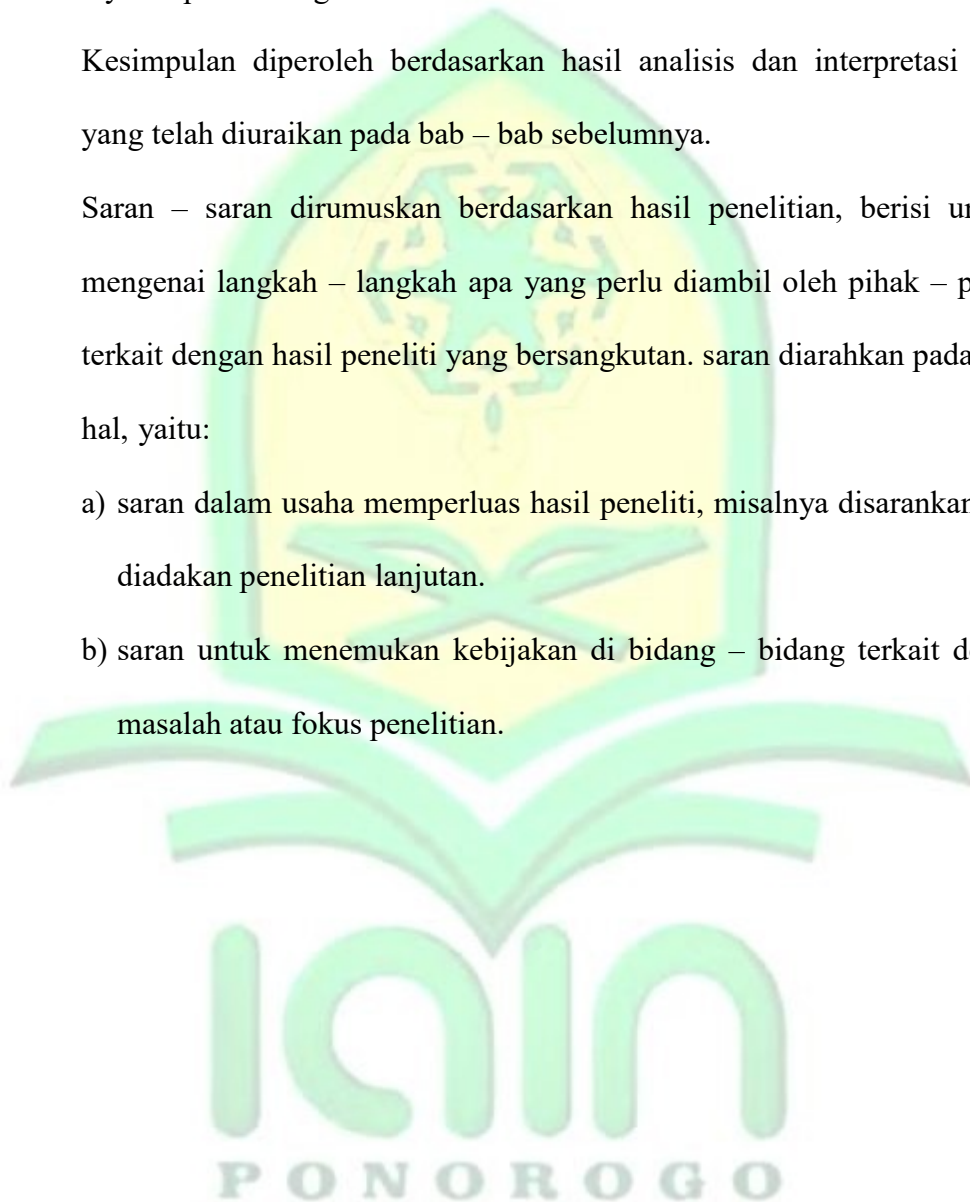 Kesimpulan diperoleh berdasarkan hasil analisis dan interpretasi
yang telah diuraikan pada bab – bab sebelumnya.
Saran – saran dirumuskan berdasarkan hasil penelitian, berisi
mengenai langkah – langkah apa yang perlu diambil oleh pihak –
terkait dengan hasil peneliti yang bersangkutan. saran diarahkan pada
hal, yaitu:
a) saran dalam usaha memperluas hasil peneliti, misalnya disarankan
diadakan penelitian lanjutan.
b) saran untuk menemukan kebijakan di bidang – bidang terkait
masalah atau fokus penelitian.
iain
PONOROGO